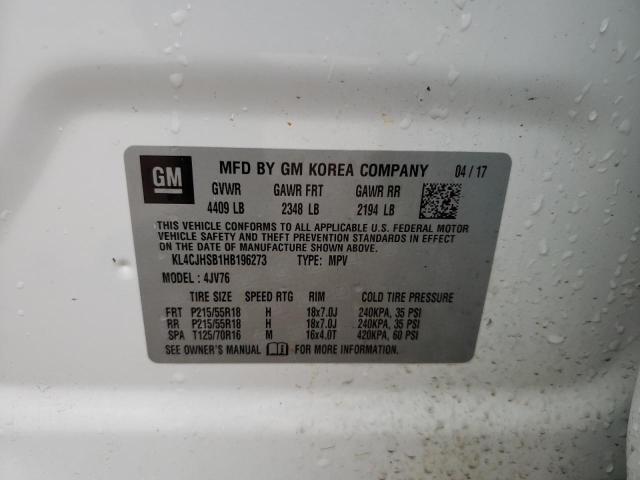 GM
MFD BY GM KOREA COMPANY 04 / 17
GVWR GAWR FRT GAWR RR
4409 LB 2348 LB 2194 LB
THIS VEHICLE CONFORMS TO ALL APPLICABLE U.S. FEDERAL MOTOR
VEHICLE SAFETY AND THEFT PREVENTION STANDARDS IN EFFECT
ON THE DATE OF MANUFACTURE SHOWN ABOVE.
KL4CJHSB1HB196273 TYPE: MPV
MODEL : 4JV76
TIRE SIZE SPEED RTG RIM COLD TIRE PRESSURE
FRT P215/55R18 H 18x7.0J 240KPA, 35 PSI
RR P215/55R18 H 18x7.0J 240KPA, 35 PSI
SPA T125/70R16 M 16x4.0T 420KPA, 60 PSI
SEE OWNER'S MANUAL FOR MORE INFORMATION